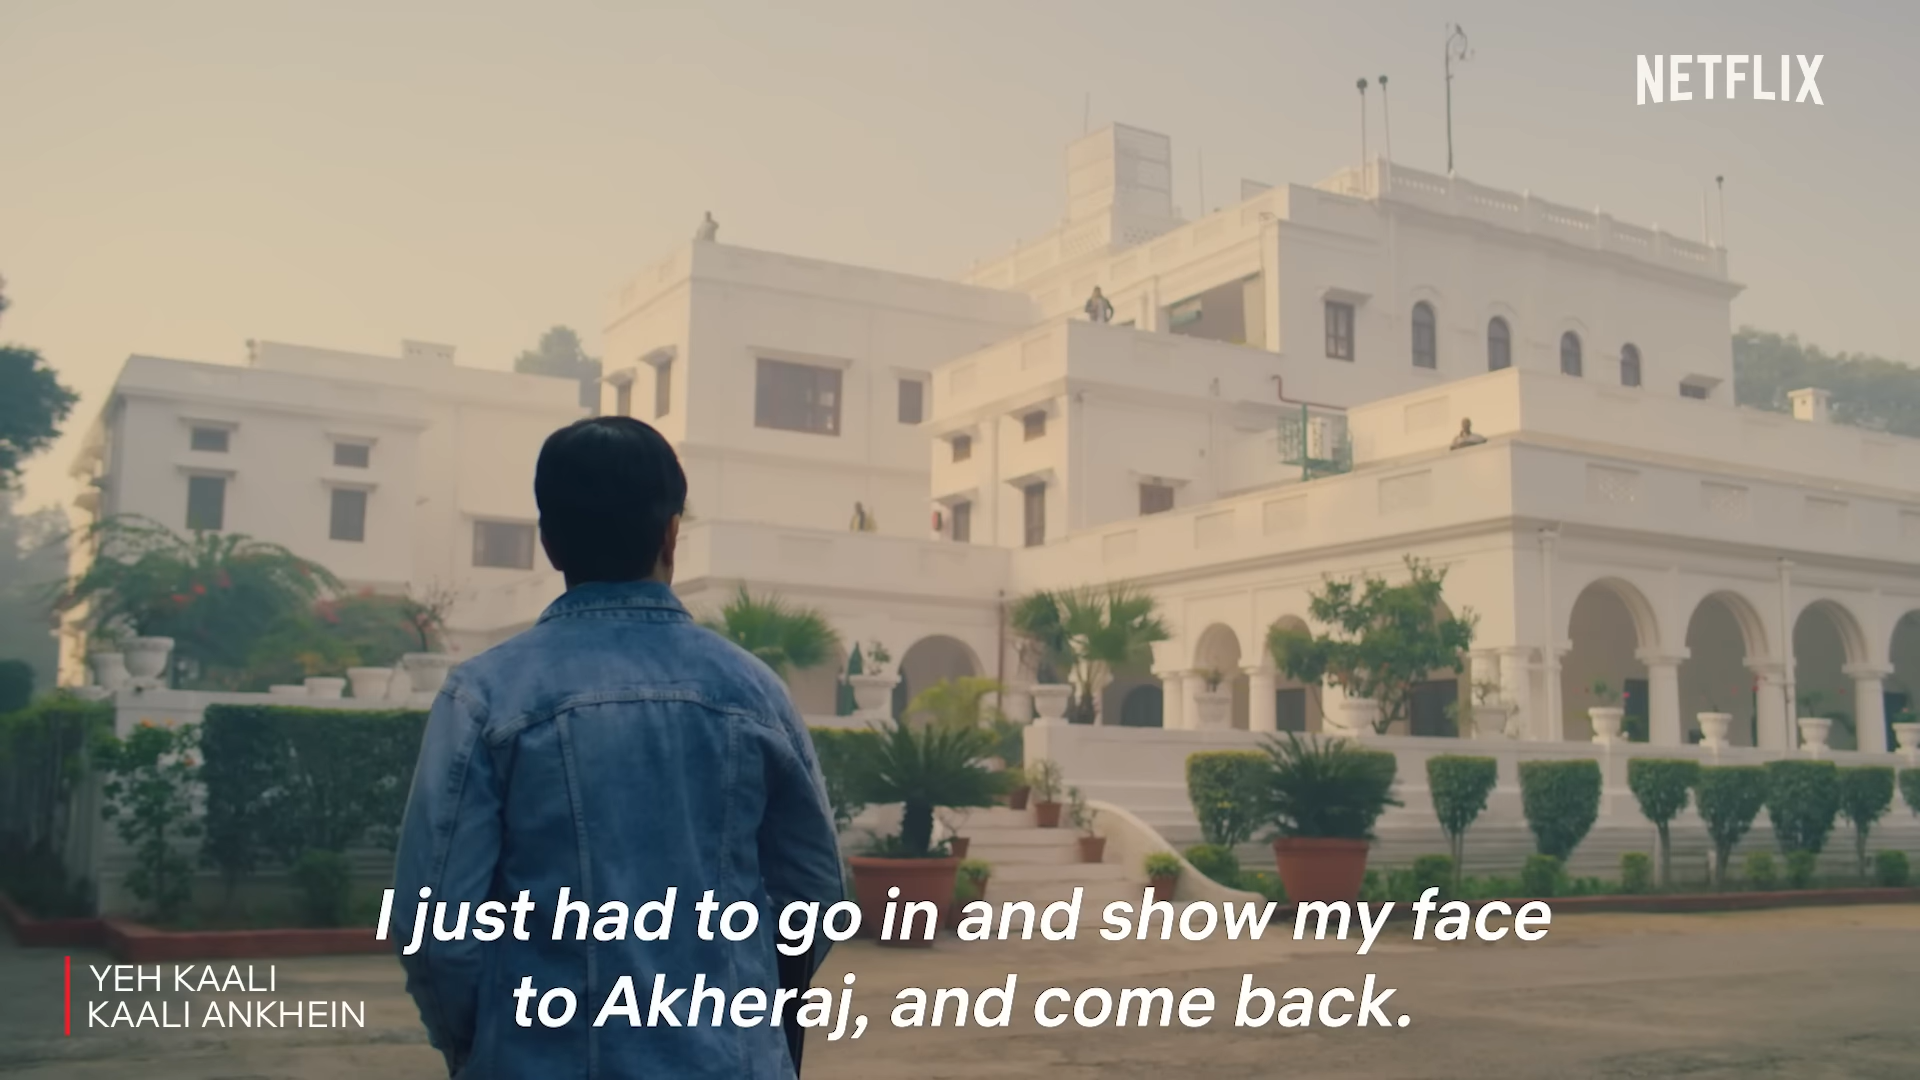 NETFLIX
I just had to go in and show my face
to Akheraj, and come back.
YEH KAALI
KAALI ANKHEIN